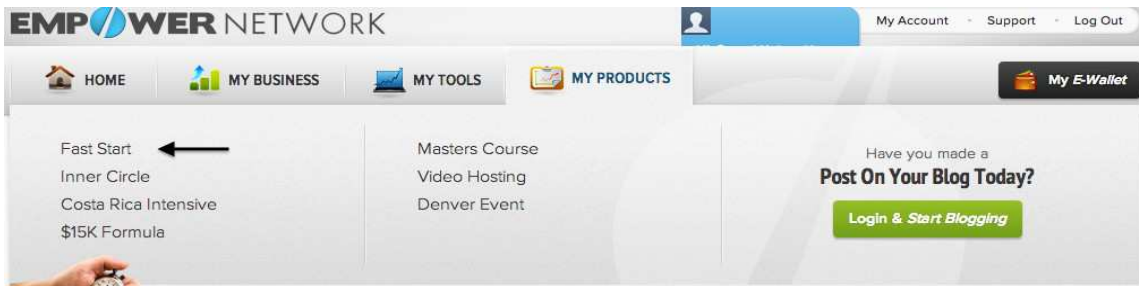 EMPOWER NETWORK
My Account - Support - Log Out
HOME
MY BUSINESS
MY TOOLS
MY PRODUCTS
My E-Wallet
Fast Start
Inner Circle
Costa Rica Intensive
$15K Formula
Masters Course
Video Hosting
Denver Event
Have you made a
Post On Your Blog Today?
Login & Start Blogging